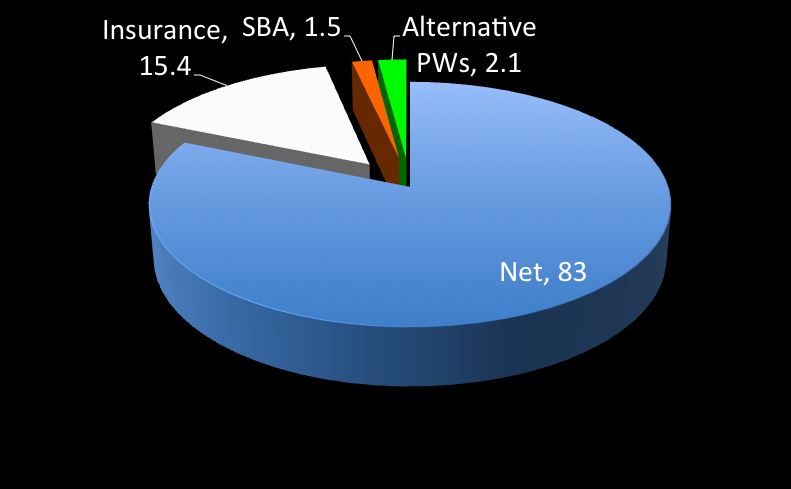 Insurance,
15.4
SBA, 1.5
Alternative
PWs, 2.1
Net, 83